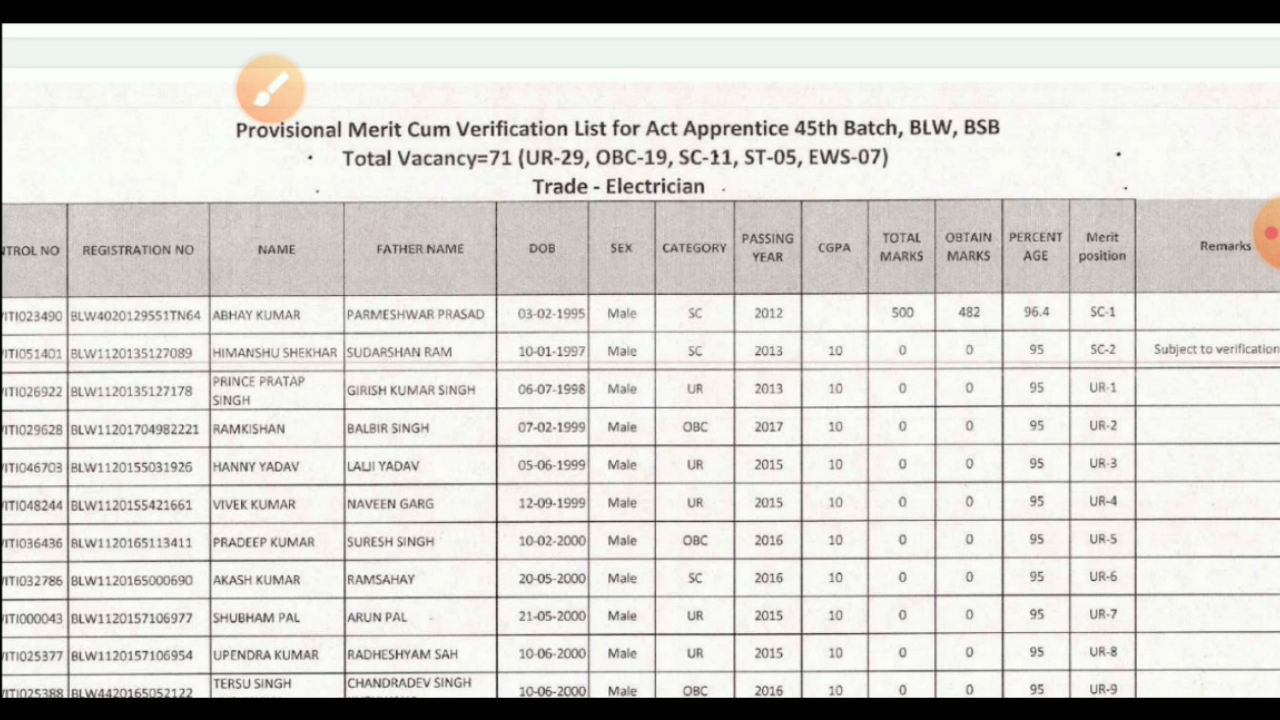 Provisional Merit Cum Verification List for Act Apprentice 45th Batch, BLW, BSB
Total Vacancy=71 (UR-29, OBC-19, SC-11, ST-05, EWS-07)
Trade - Electrician
NTROL NO REGISTRATION NO NAME FATHER NAME DOB SEX CATEGORY PASSING YEAR CGPA TOTAL MARKS OBTAIN MARKS PERCENT AGE Merit position Remarks
ITI023490 BLW4020129551TN64 ABHAY KUMAR PARMESHWAR PRASAD 03-02-1995 Male SC 2012 500 482 96.4 SC-1
ITI051401 BLW1120135127089 HIMANSHU SHEKHAR SUDARSHAN RAM 10-01-1997 Male SC 2013 10 0 0 95 SC-2 Subject to verification
ITI026922 BLW1120135127178 PRINCE PRATAP SINGH GIRISH KUMAR SINGH 06-07-1998 Male UR 2013 10 0 0 95 UR-1
ITI029628 BLW11201704982221 RAMKISHAN BALBIR SINGH 07-02-1999 Male OBC 2017 10 0 0 95 UR-2
ITI046703 BLW1120155031926 HANNY YADAV LALJI YADAV 05-06-1999 Male UR 2015 10 0 0 95 UR-3
ITI048244 BLW1120155421661 VIVEK KUMAR NAVEEN GARG 12-09-1999 Male UR 2015 10 0 0 95 UR-4
ITI036436 BLW1120165113411 PRADEEP KUMAR SURESH SINGH 10-02-2000 Male OBC 2016 10 0 0 95 UR-5
ITI032786 BLW1120165000690 AKASH KUMAR RAMSAHAY 20-05-2000 Male SC 2016 10 0 0 95 UR-6
ITI000043 BLW1120157106977 SHUBHAM PAL ARUN PAL 21-05-2000 Male UR 2015 10 0 0 95 UR-7
ITI025377 BLW1120157106954 UPENDRA KUMAR RADHESHYAM SAH 10-06-2000 Male UR 2015 10 0 0 95 UR-8
ITI025388 BLW4420165052122 TERSU SINGH CHANDRADEV SINGH 10-06-2000 Male OBC 2016 10 0 0 95 UR-9